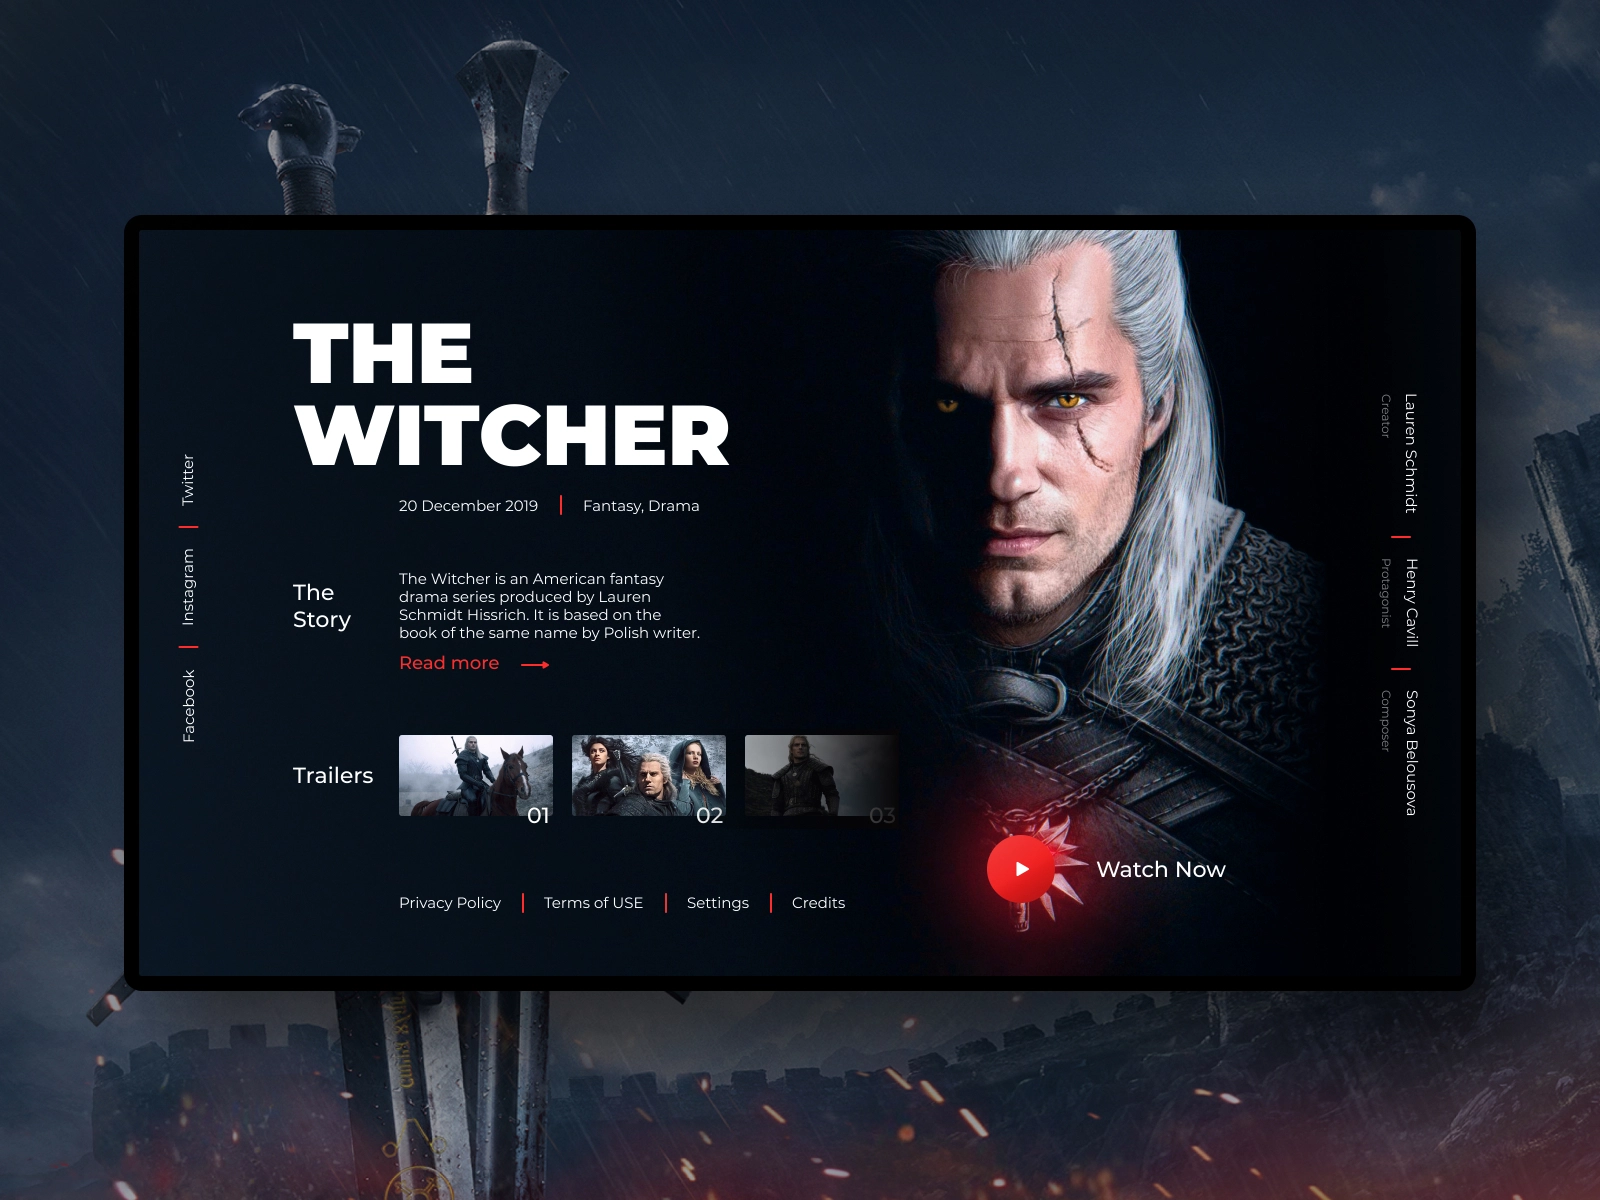 THE
WITCHER
20 December 2019
Fantasy, Drama
The
Story
The Witcher is an American fantasy
drama series produced by Lauren
Schmidt Hissrich. It is based on the
book of the same name by Polish writer.
Read more
Trailers
01
02
03
Privacy Policy
Terms of USE
Settings
Credits
Watch Now
Twitter
Instagram
Facebook
Lauren Schmidt
Creator
Henry Cavill
Protagonist
Sonya Belousova
Composer